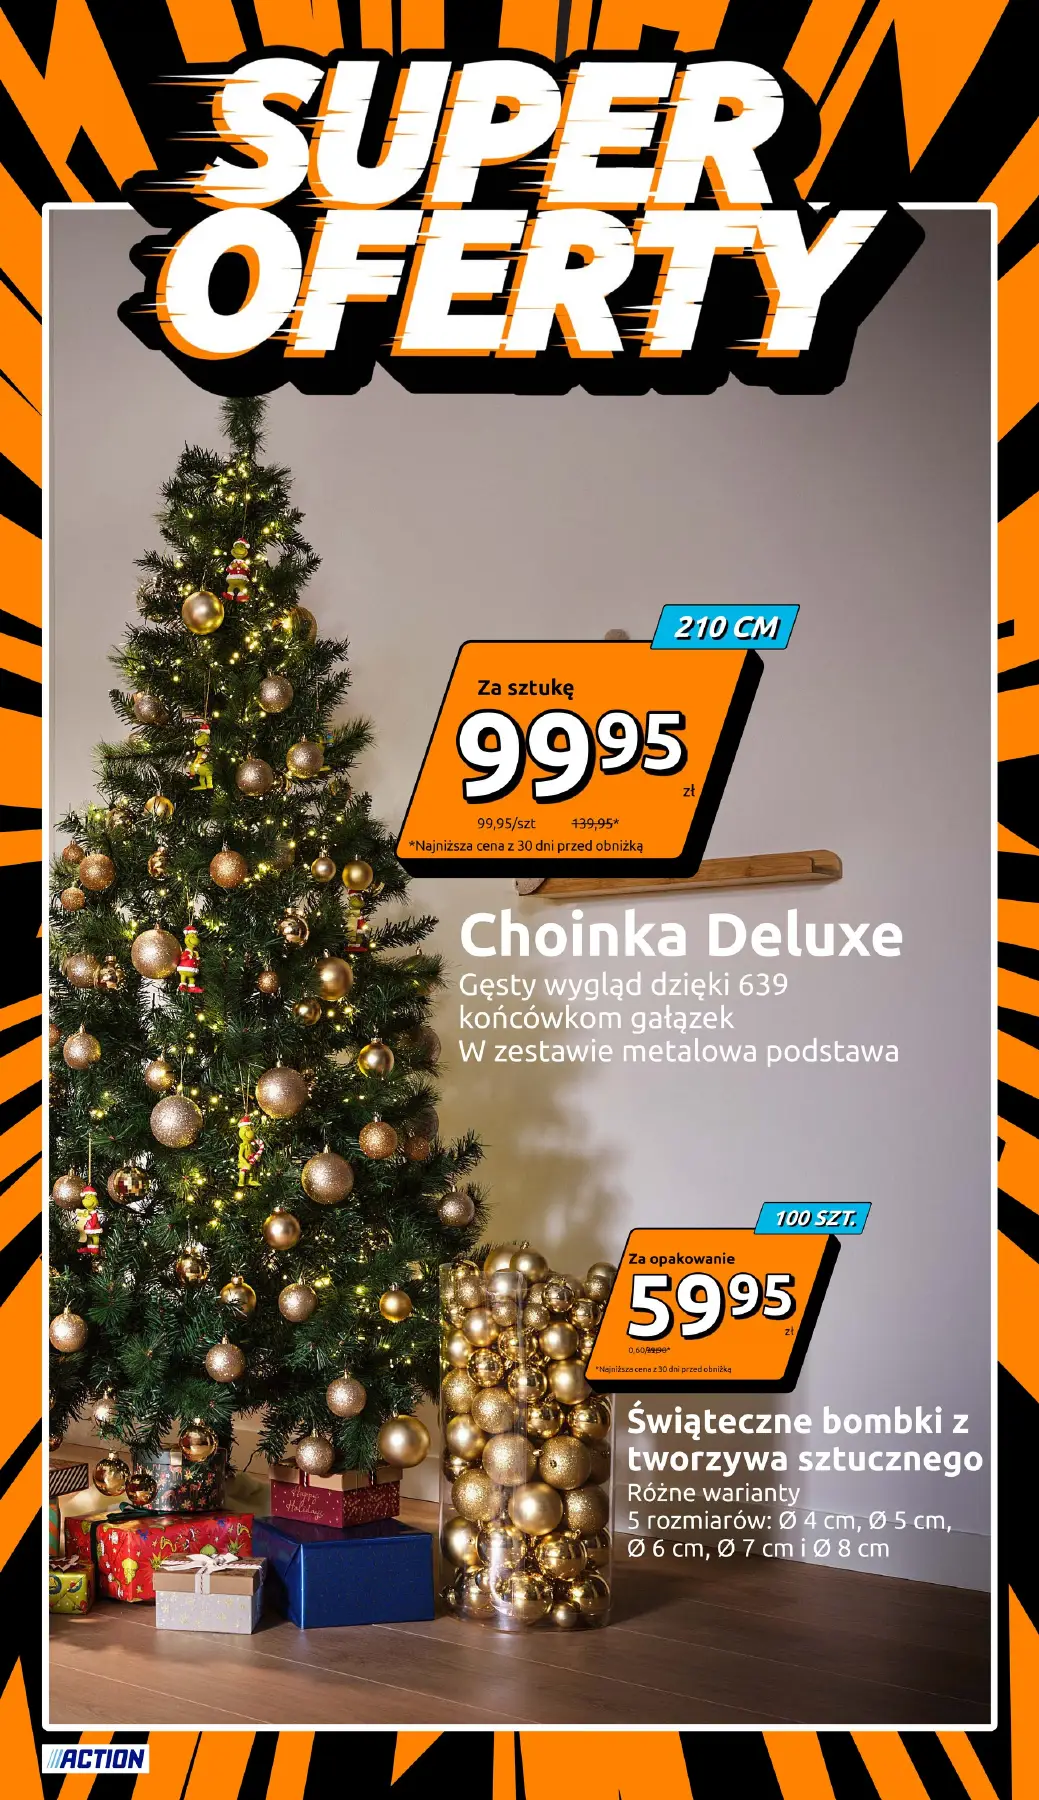 SUPER
OFERTY
210 CM
Za sztukę
99 95
zł
99,95/szt 139,95*
*Najniższa cena z 30 dni przed obniżką
Choinka Deluxe
Gęsty wygląd dzięki 639
końcówkom gałązek
W zestawie metalowa podstawa
100 SZT.
Za opakowanie
59 95
zł
*Najniższa cena z 30 dni przed obniżką
Świąteczne bombki z
tworzywa sztucznego
Różne warianty
5 rozmiarów: Ø 4 cm, Ø 5 cm,
Ø 6 cm, Ø 7 cm i Ø 8 cm
Happy
Holidays
ACTION